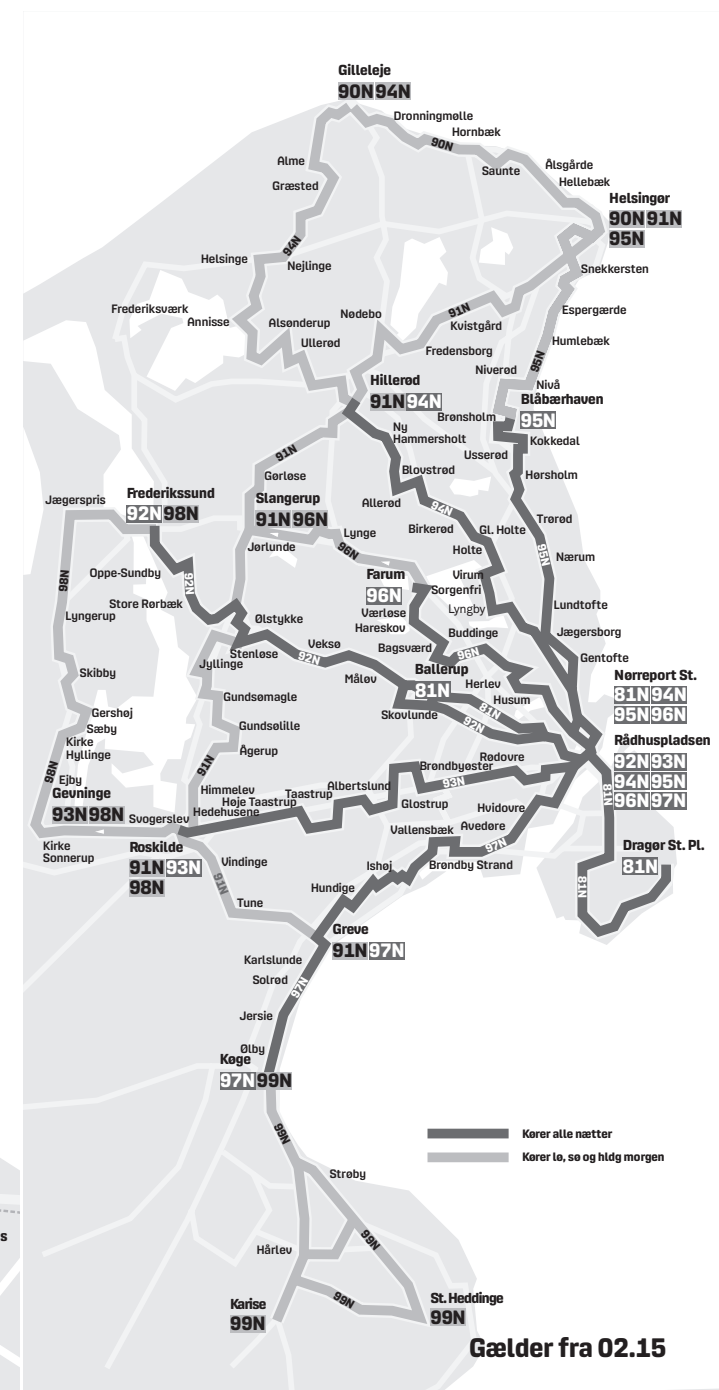 Gilleleje
90N 94N
Dronningmølle
Hornbæk
90N
Saunte
Ålsgårde
Hellebæk
Alme
Græsted
Helsingør
90N 91N
95N
94N
Helsinge
Nejlinge
Snekkersten
Frederiksværk
Annisse
Alsønderup
Nødebo
Ullerød
91N
Kvistgård
Espergærde
Humlebæk
Fredensborg
95N
Niverød
Nivå
Hillerød
91N 94N
Blåbærhaven
95N
Brønsholm
Ny
Hammersholt
Kokkedal
Usserød
91N
Gørløse
Blovstrød
Hørsholm
Jægerspris
Frederikssund
92N 98N
Slangerup
91N 96N
Allerød
94N
Birkerød
Gl. Holte
Trørød
Jørlunde
Lynge
96N
Holte
95N
Nærum
98N
Oppe-Sundby
92N
Farum
96N
Virum
Sorgenfri
Store Rørbæk
Lyngerup
Værløse
Hareskov
Lyngby
Lundtofte
Ølstykke
Buddinge
Jægersborg
Stenløse
Veksø
92N
Bagsværd
96N
Gentofte
Jyllinge
Måløv
Ballerup
81N
Herlev
Husum
Skibby
Gundsømagle
Skovlunde
81N
92N
Nørreport St.
81N 94N
95N 96N
Gershøj
Sæby
Gundsølille
Kirke
Hyllinge
Ågerup
Rådhuspladsen
92N 93N
94N 95N
96N 97N
98N
Ejby
91N
Brøndbyøster
Rødovre
93N
Gevninge
93N 98N
Himmelev
Høje Taastrup
Hedehusene
Taastrup
Albertslund
Glostrup
Hvidovre
81N
Svogerslev
Vallensbæk
Avedøre
97N
Kirke
Sonnerup
Roskilde
91N 93N
98N
Vindinge
91N
Ishøj
Brøndby Strand
Dragør St. Pl.
81N
81N
Tune
Hundige
Greve
91N 97N
Karlslunde
Solrød
97N
Jersie
Ølby
Køge
97N 99N
99N
Kører alle nætter
Kører lø, sø og hldg morgen
Strøby
Hårlev
99N
99N
Karise
99N
St. Heddinge
99N
Gælder fra 02.15
s